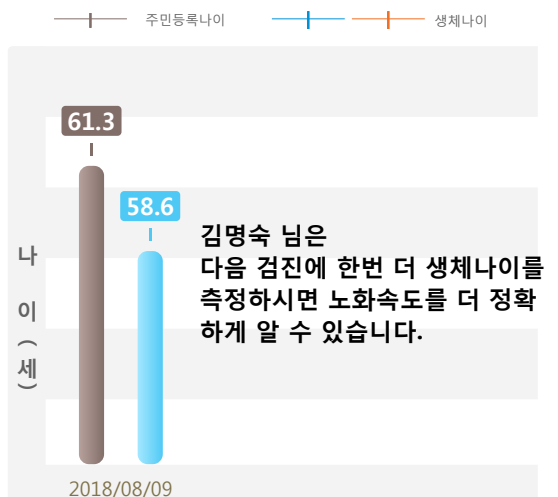 주민등록나이 생체나이
61.3
58.6
김명숙 님은
다음 검진에 한번 더 생체나이를
측정하시면 노화속도를 더 정확
하게 알 수 있습니다.
나 이 (세)
2018/08/09